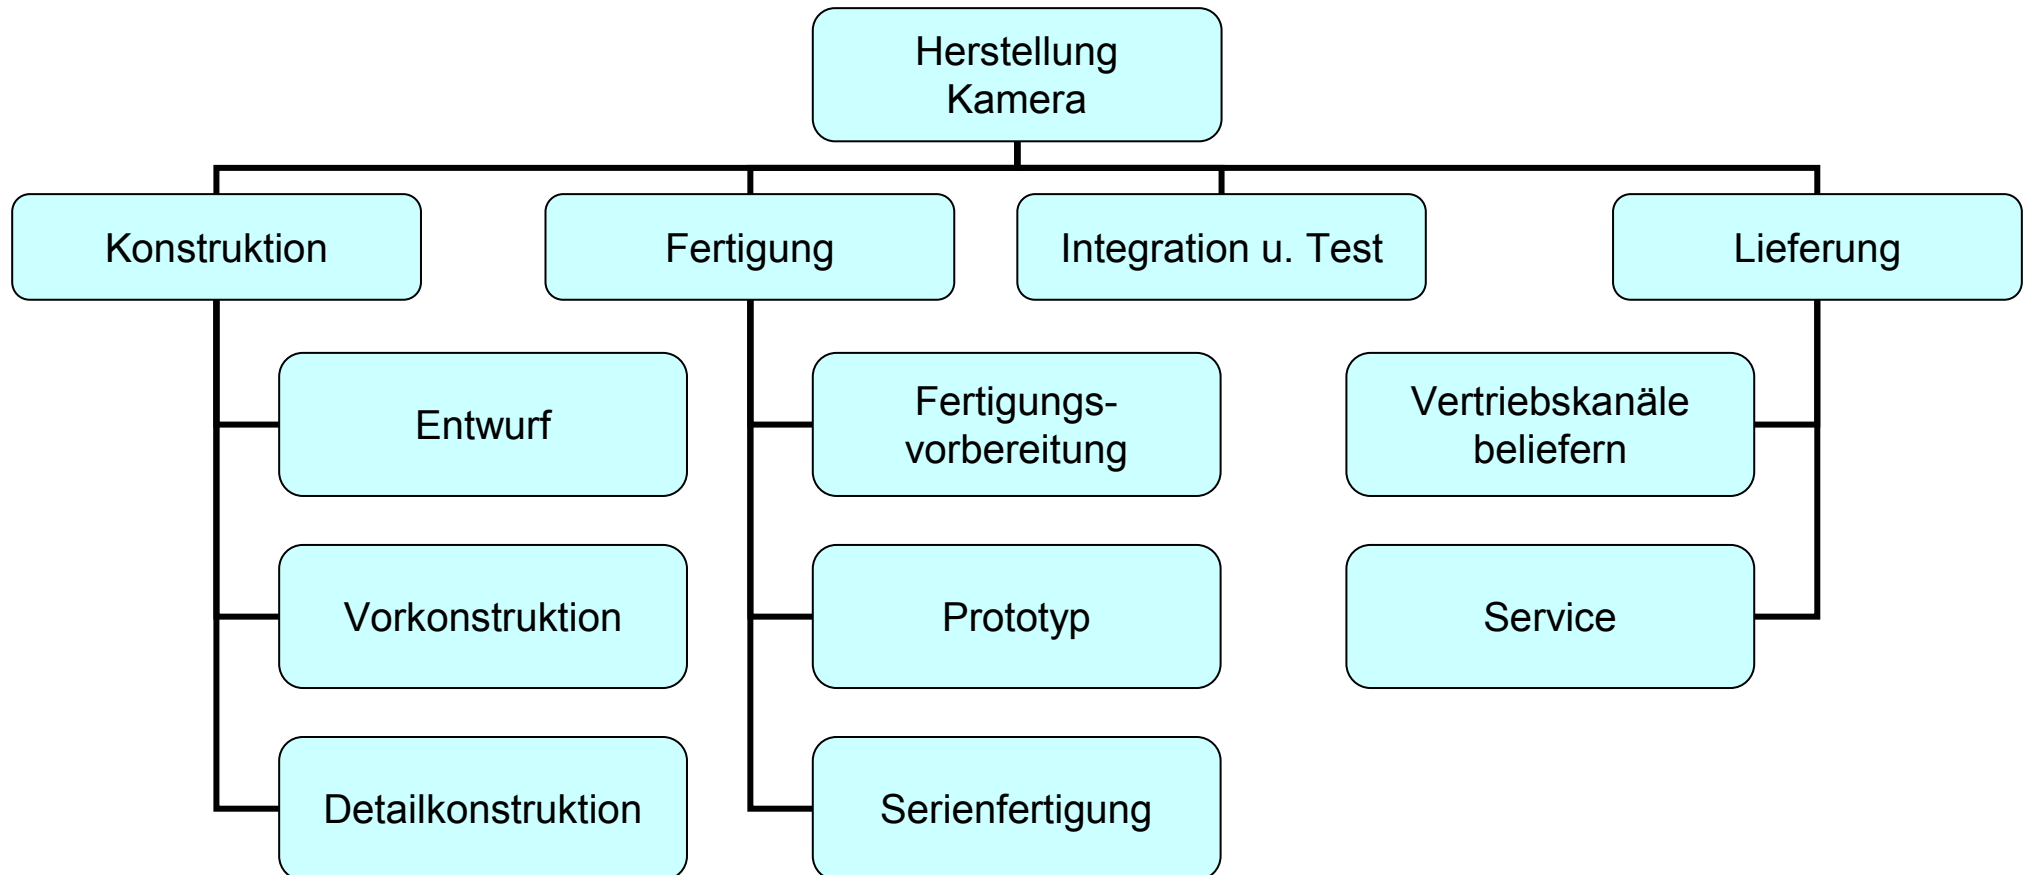 Herstellung
Kamera
Konstruktion
Fertigung
Integration u. Test
Lieferung
Entwurf
Fertigungs-
vorbereitung
Vertriebskanäle
beliefern
Vorkonstruktion
Prototyp
Service
Detailkonstruktion
Serienfertigung